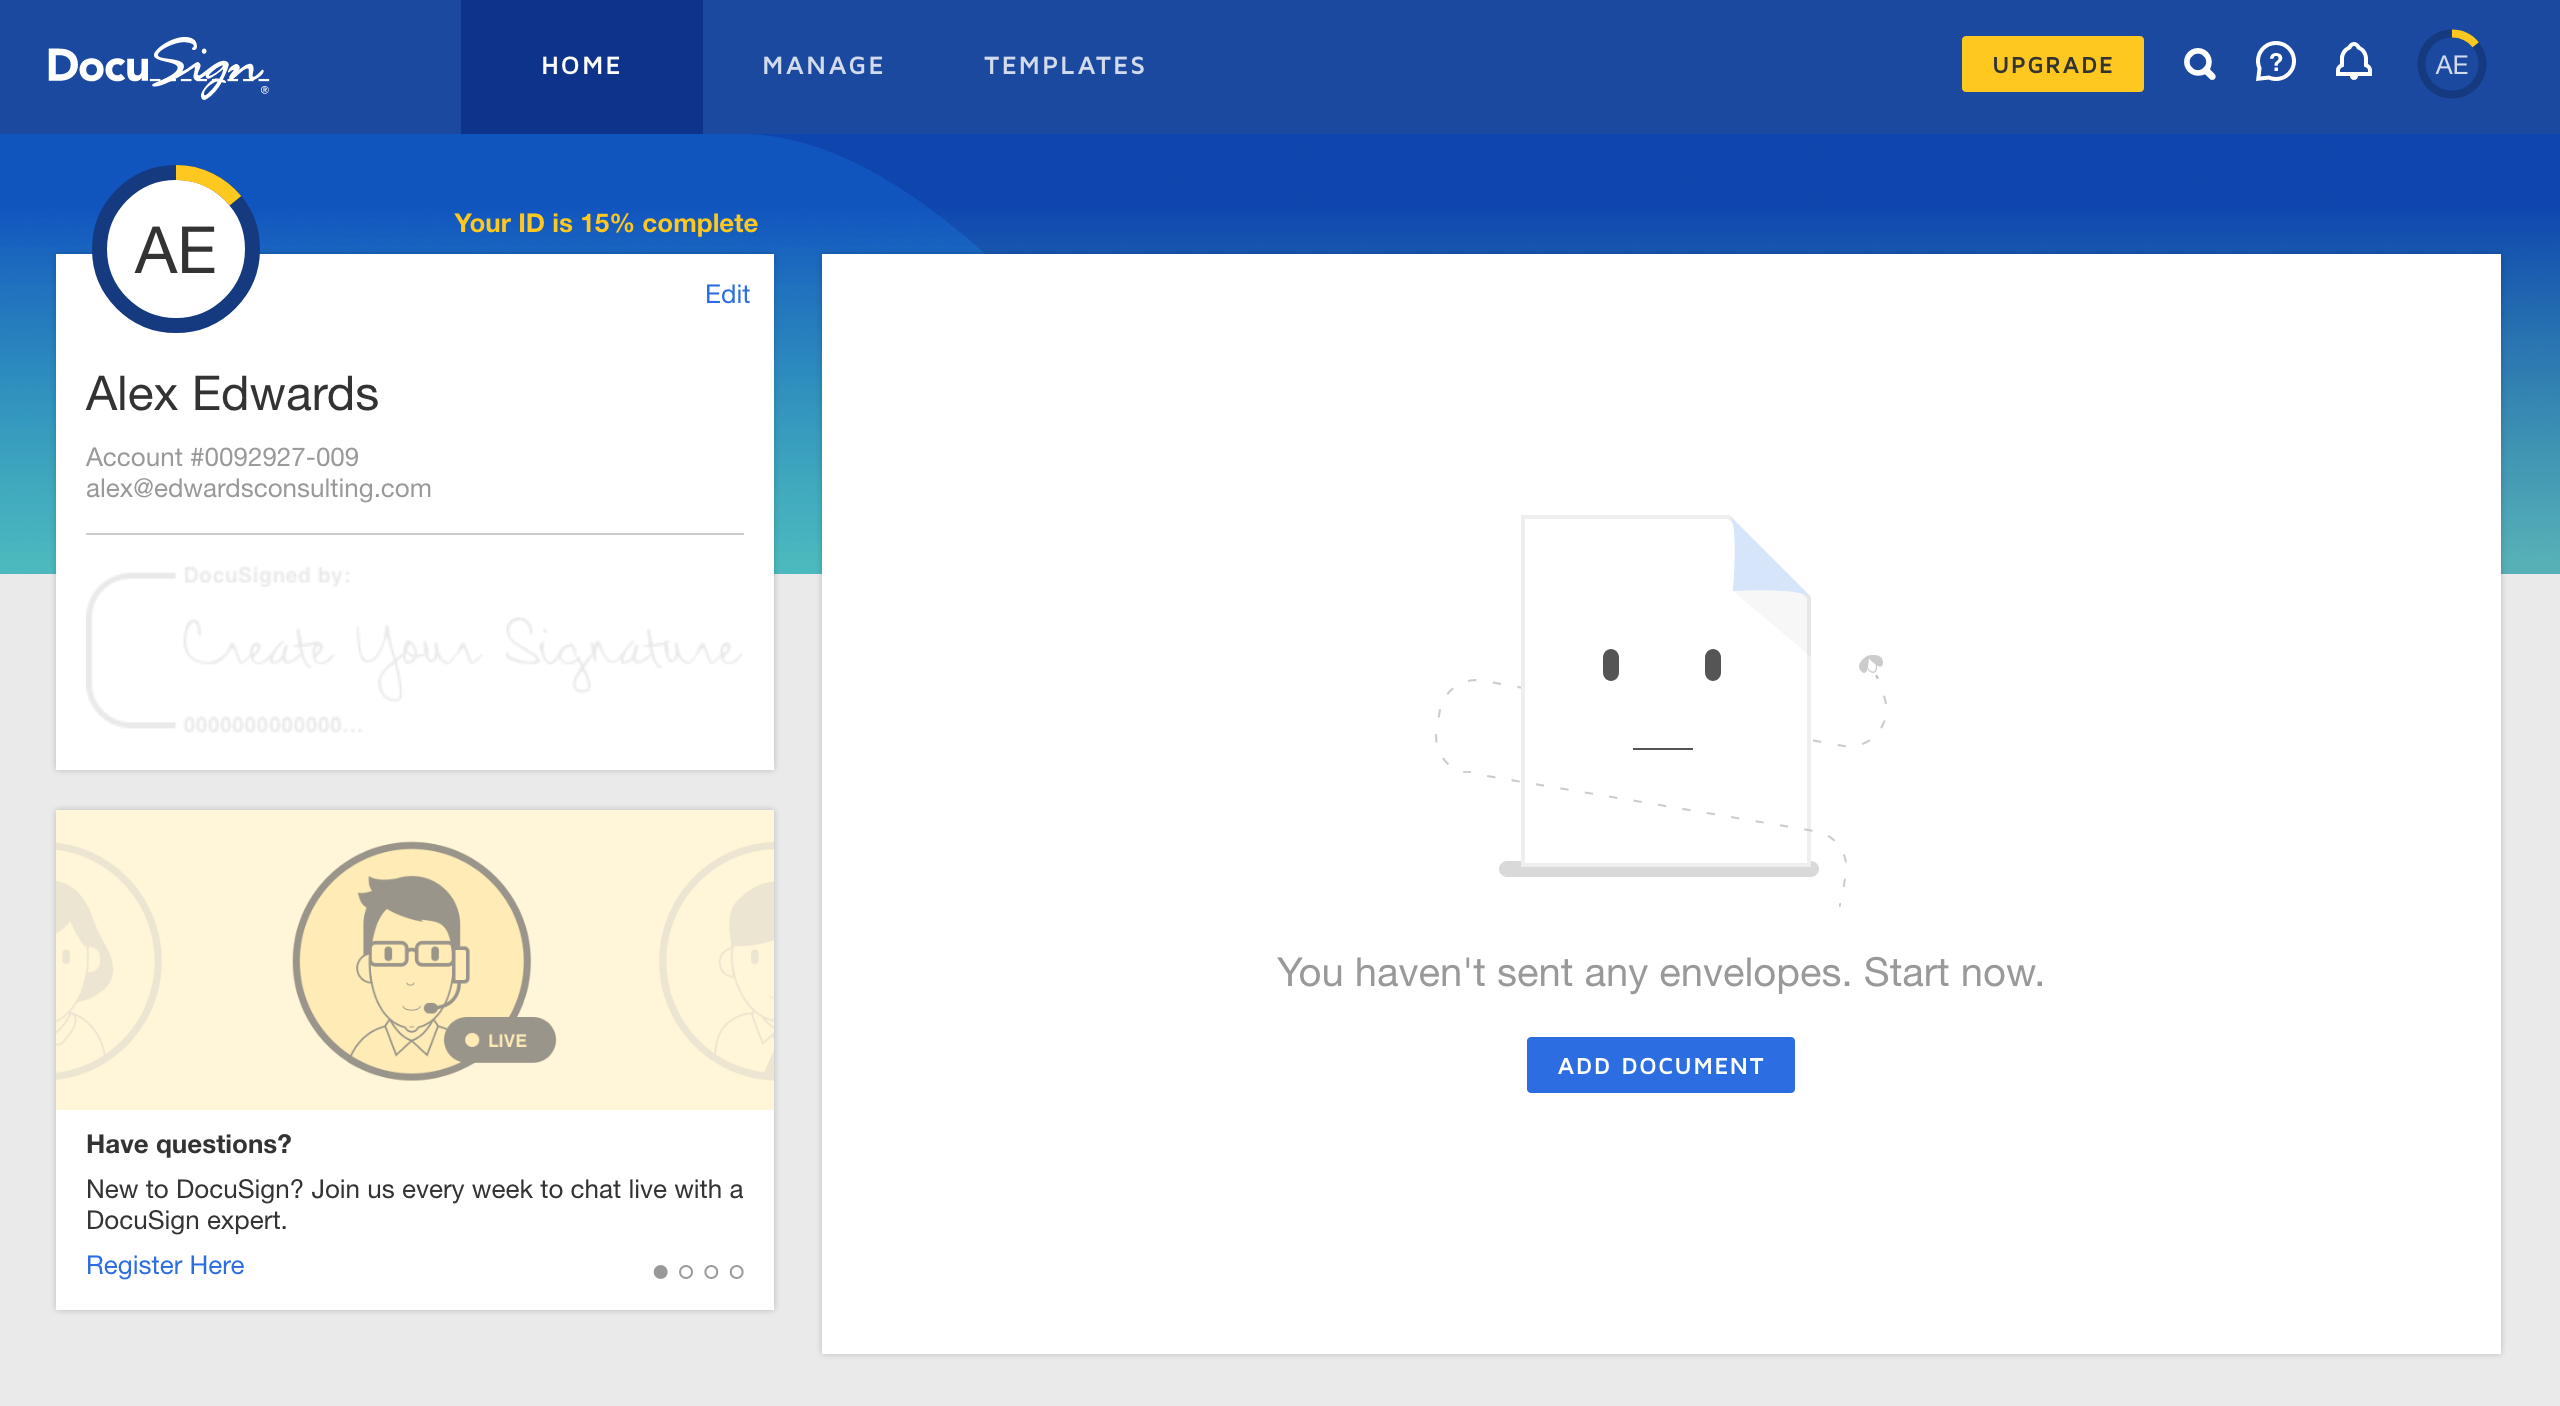 DocuSign®
HOME
MANAGE
TEMPLATES
UPGRADE
?
AE
AE
Your ID is 15% complete
Edit
Alex Edwards
Account #0092927-009
alex@edwardsconsulting.com
DocuSigned by:
Create Your Signature
0000000000000...
LIVE
Have questions?
New to DocuSign? Join us every week to chat live with a
DocuSign expert.
Register Here
You haven't sent any envelopes. Start now.
ADD DOCUMENT